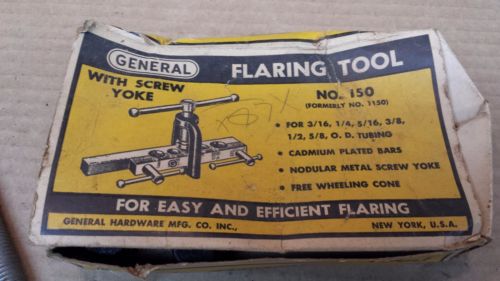 GENERAL
WITH SCREW
YOKE
FLARING TOOL
NO. 150
(FORMERLY NO. 1150)
• FOR 3/16, 1/4, 5/16, 3/8,
1/2, 5/8, O. D. TUBING
• CADMIUM PLATED BARS
• NODULAR METAL SCREW YOKE
• FREE WHEELING CONE
FOR EASY AND EFFICIENT FLARING
GENERAL HARDWARE MFG. CO. INC.,
NEW YORK, U.S.A.